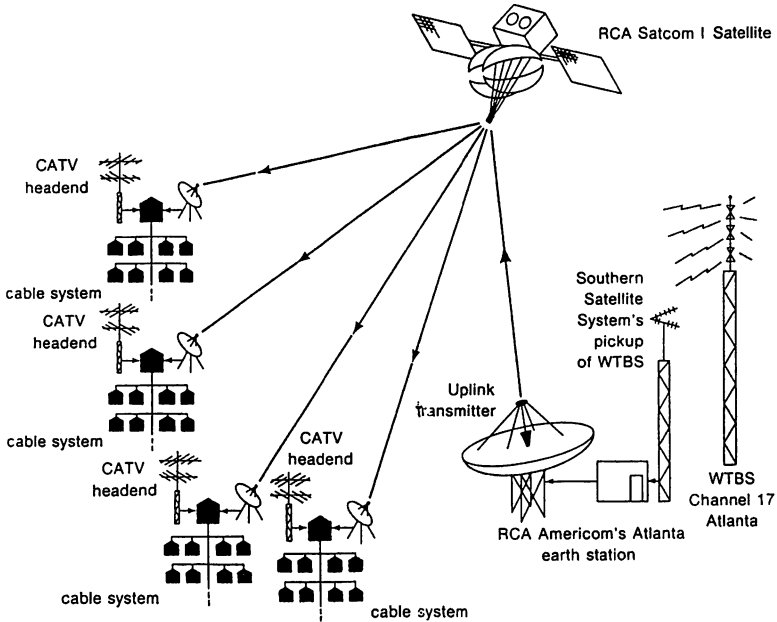 RCA Satcom I Satellite
CATV
headend
cable system
CATV
headend
cable system
CATV
headend
cable system
CATV
headend
cable system
Uplink
transmitter
Southern
Satellite
System's
pickup
of WTBS
WTBS
Channel 17
Atlanta
RCA Americom's Atlanta
earth station